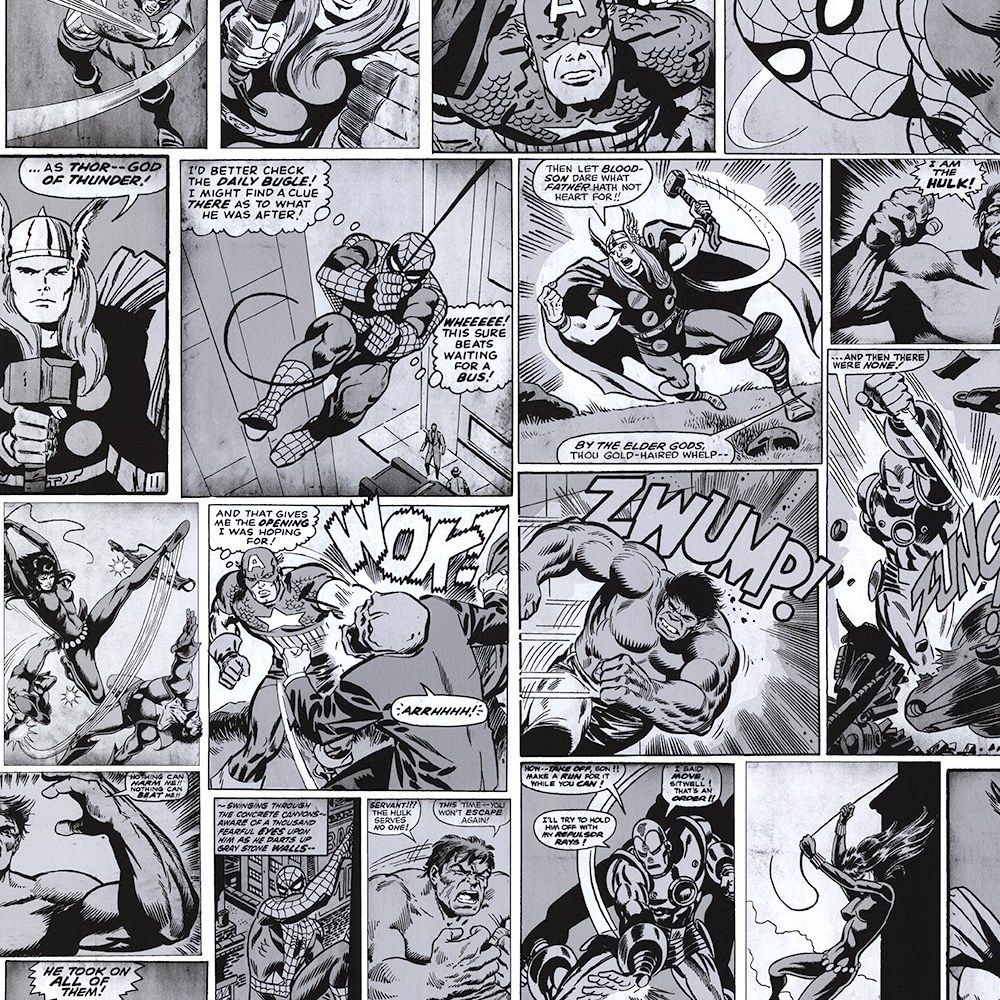 ... AS THOR--GOD
OF THUNDER!
I'D BETTER CHECK
THE DAILY BUGLE!
I MIGHT FIND A CLUE
THERE AS TO WHAT
HE WAS AFTER!
WHEEEEE!
THIS SURE
BEATS
WAITING
FOR A
BUS!
THEN LET BLOOD-
SON DARE WHAT
FATHER HATH NOT
HEART FOR!!
BY THE ELDER GODS,
THOU GOLD-HAIRED WHELP--
I AM
THE
HULK!
...AND THEN THERE
WERE NONE!
AND THAT GIVES
ME THE OPENING
I WAS HOPING
FOR!
A
WOK!
ARRHHHH!
ZWUMP!
NOTHING CAN
HARM ME!!
NOTHING CAN
BEAT ME!!
~SWINGING THROUGH
THE CONCRETE CANYONS--
AWARE OF A THOUSAND
FEARFUL EYES UPON
HIM AS HE DARTS UP
GRAY STONE WALLS--
SERVANT!?
THE HULK
SERVES
NO ONE!
THIS TIME--YOU
WON'T ESCAPE
AGAIN!
NOW--TAKE OFF, SON!!
MAKE A RUN FOR IT
WHILE YOU CAN!
I SAID
MOVE,
SITWELL!
THAT'S AN
ORDER!!
I'LL TRY TO HOLD
HIM OFF WITH
MY REPULSOR
RAYS!
HE TOOK ON
ALL OF
THEM!
A